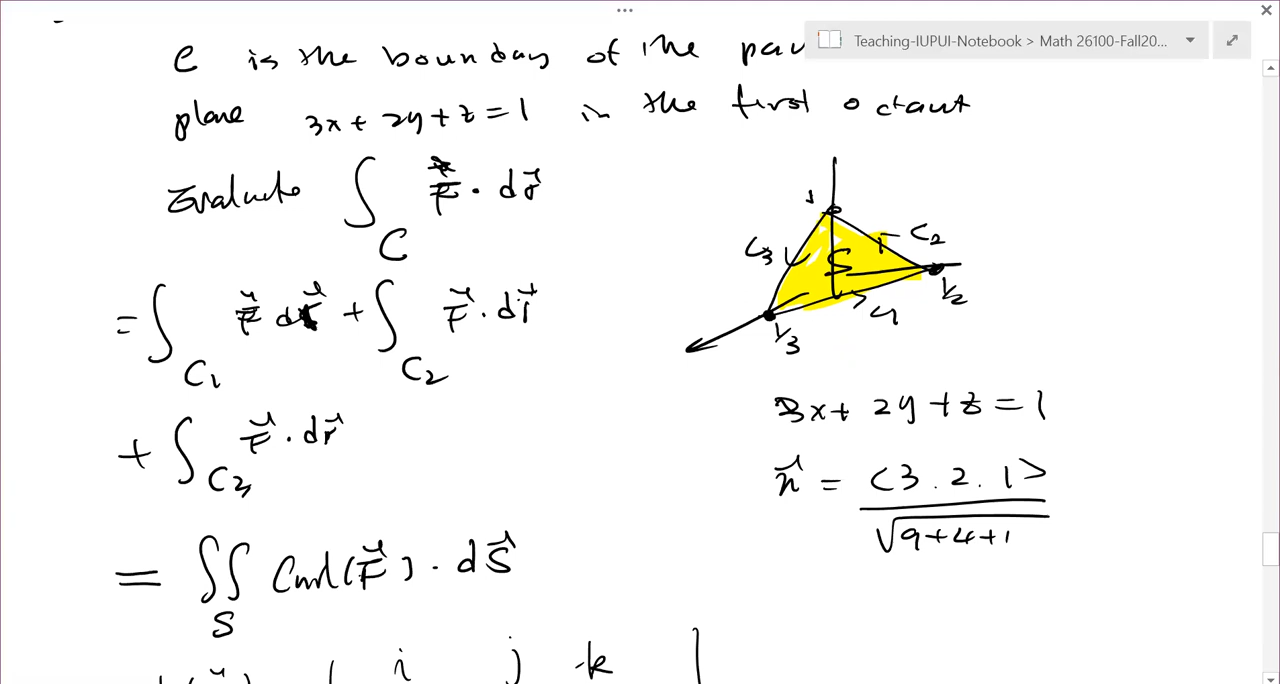 Teaching-IUPUI-Notebook > Math 26100-Fall20...
C is the boundary of the
plane 3x + 2y + z = 1 in the first octant
Evaluate ∫_C F⃗ · dr⃗
= ∫_{C₁} F⃗ dr⃗ + ∫_{C₂} F⃗ · dr⃗
+ ∫_{C₃} F⃗ · dr⃗
= ∬_S Curl(F⃗) · dS⃗
i j k
1
C₃
S
C₂
1/2
C₁
1/3
3x + 2y + z = 1
n⃗ = <3 . 2 . 1> / √9+4+1